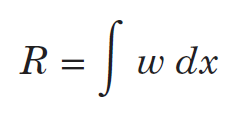 R = ∫ w dx